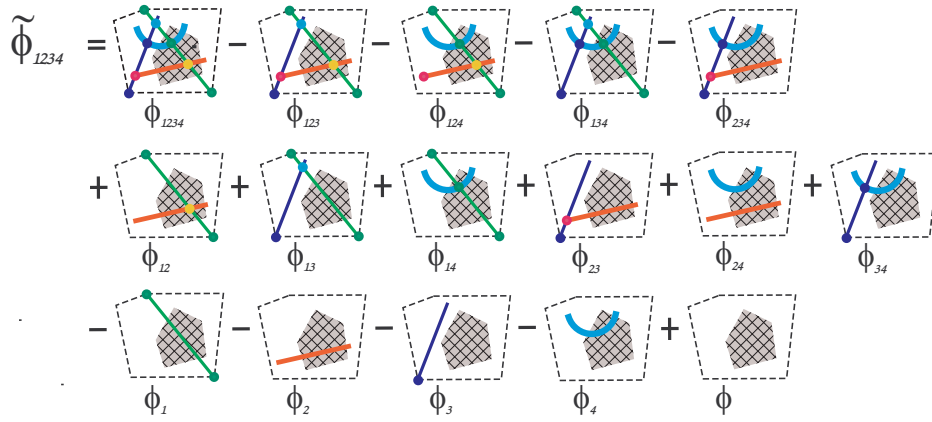 ϕ̃₁₂₃₄ = − − − −
ϕ₁₂₃₄ ϕ₁₂₃ ϕ₁₂₄ ϕ₁₃₄ ϕ₂₃₄
+ + + + + +
ϕ₁₂ ϕ₁₃ ϕ₁₄ ϕ₂₃ ϕ₂₄ ϕ₃₄
− − − − +
ϕ₁ ϕ₂ ϕ₃ ϕ₄ ϕ